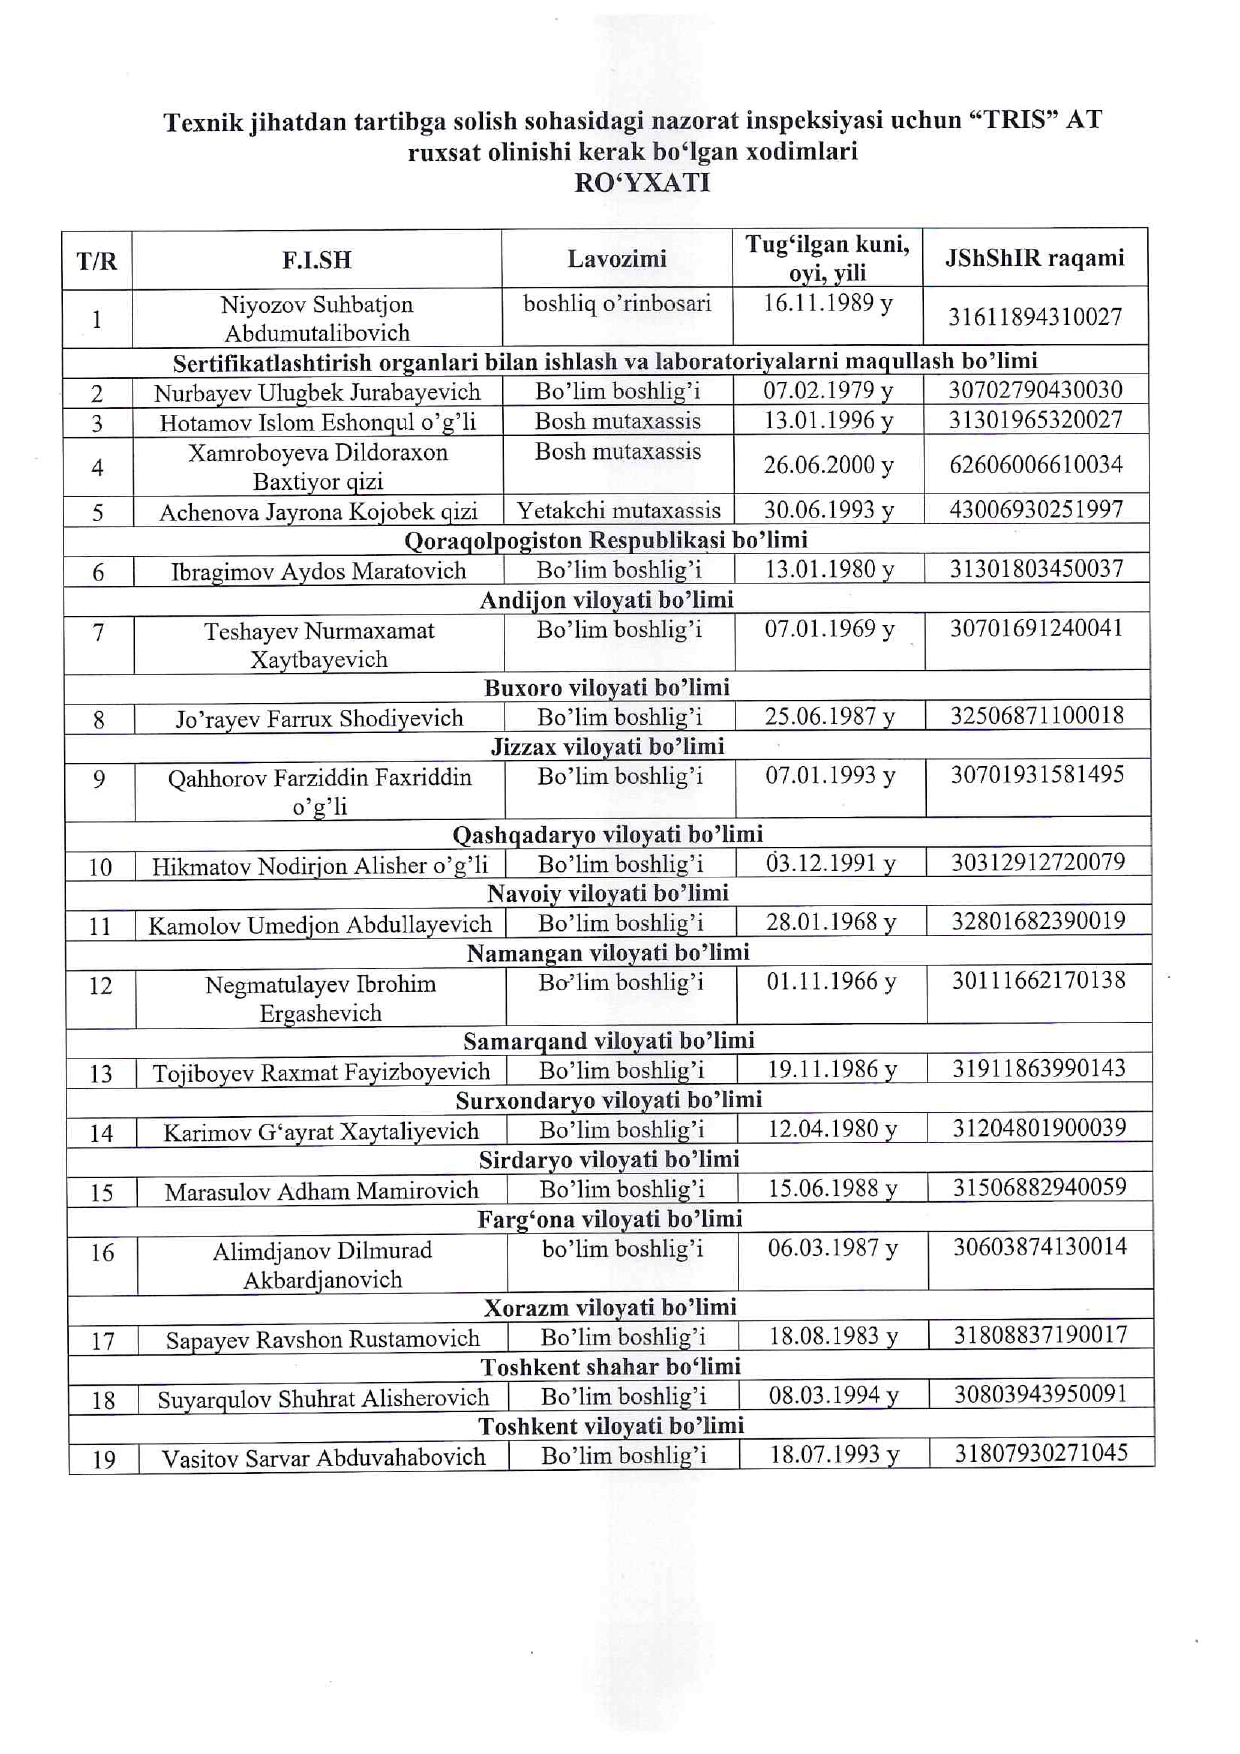 Texnik jihatdan tartibga solish sohasidagi nazorat inspeksiyasi uchun “TRIS” AT
ruxsat olinishi kerak bo‘lgan xodimlari
RO‘YXATI
T/R F.I.SH Lavozimi Tug‘ilgan kuni, oyi, yili JShShIR raqami
1 Niyozov Suhbatjon Abdumutalibovich boshliq o’rinbosari 16.11.1989 y 31611894310027
Sertifikatlashtirish organlari bilan ishlash va laboratoriyalarni maqullash bo’limi
2 Nurbayev Ulugbek Jurabayevich Bo’lim boshlig’i 07.02.1979 y 30702790430030
3 Hotamov Islom Eshonqul o’g’li Bosh mutaxassis 13.01.1996 y 31301965320027
4 Xamroboyeva Dildoraxon Baxtiyor qizi Bosh mutaxassis 26.06.2000 y 62606006610034
5 Achenova Jayrona Kojobek qizi Yetakchi mutaxassis 30.06.1993 y 43006930251997
Qoraqolpogiston Respublikasi bo’limi
6 Ibragimov Aydos Maratovich Bo’lim boshlig’i 13.01.1980 y 31301803450037
Andijon viloyati bo’limi
7 Teshayev Nurmaxamat Xaytbayevich Bo’lim boshlig’i 07.01.1969 y 30701691240041
Buxoro viloyati bo’limi
8 Jo’rayev Farrux Shodiyevich Bo’lim boshlig’i 25.06.1987 y 32506871100018
Jizzax viloyati bo’limi
9 Qahhorov Farziddin Faxriddin o’g’li Bo’lim boshlig’i 07.01.1993 y 30701931581495
Qashqadaryo viloyati bo’limi
10 Hikmatov Nodirjon Alisher o’g’li Bo’lim boshlig’i 03.12.1991 y 30312912720079
Navoiy viloyati bo’limi
11 Kamolov Umedjon Abdullayevich Bo’lim boshlig’i 28.01.1968 y 32801682390019
Namangan viloyati bo’limi
12 Negmatulayev Ibrohim Ergashevich Bo’lim boshlig’i 01.11.1966 y 30111662170138
Samarqand viloyati bo’limi
13 Tojiboyev Raxmat Fayizboyevich Bo’lim boshlig’i 19.11.1986 y 31911863990143
Surxondaryo viloyati bo’limi
14 Karimov G‘ayrat Xaytaliyevich Bo’lim boshlig’i 12.04.1980 y 31204801900039
Sirdaryo viloyati bo’limi
15 Marasulov Adham Mamirovich Bo’lim boshlig’i 15.06.1988 y 31506882940059
Farg‘ona viloyati bo’limi
16 Alimdjanov Dilmurad Akbardjanovich bo’lim boshlig’i 06.03.1987 y 30603874130014
Xorazm viloyati bo’limi
17 Sapayev Ravshon Rustamovich Bo’lim boshlig’i 18.08.1983 y 31808837190017
Toshkent shahar bo‘limi
18 Suyarqulov Shuhrat Alisherovich Bo’lim boshlig’i 08.03.1994 y 30803943950091
Toshkent viloyati bo’limi
19 Vasitov Sarvar Abduvahabovich Bo’lim boshlig’i 18.07.1993 y 31807930271045